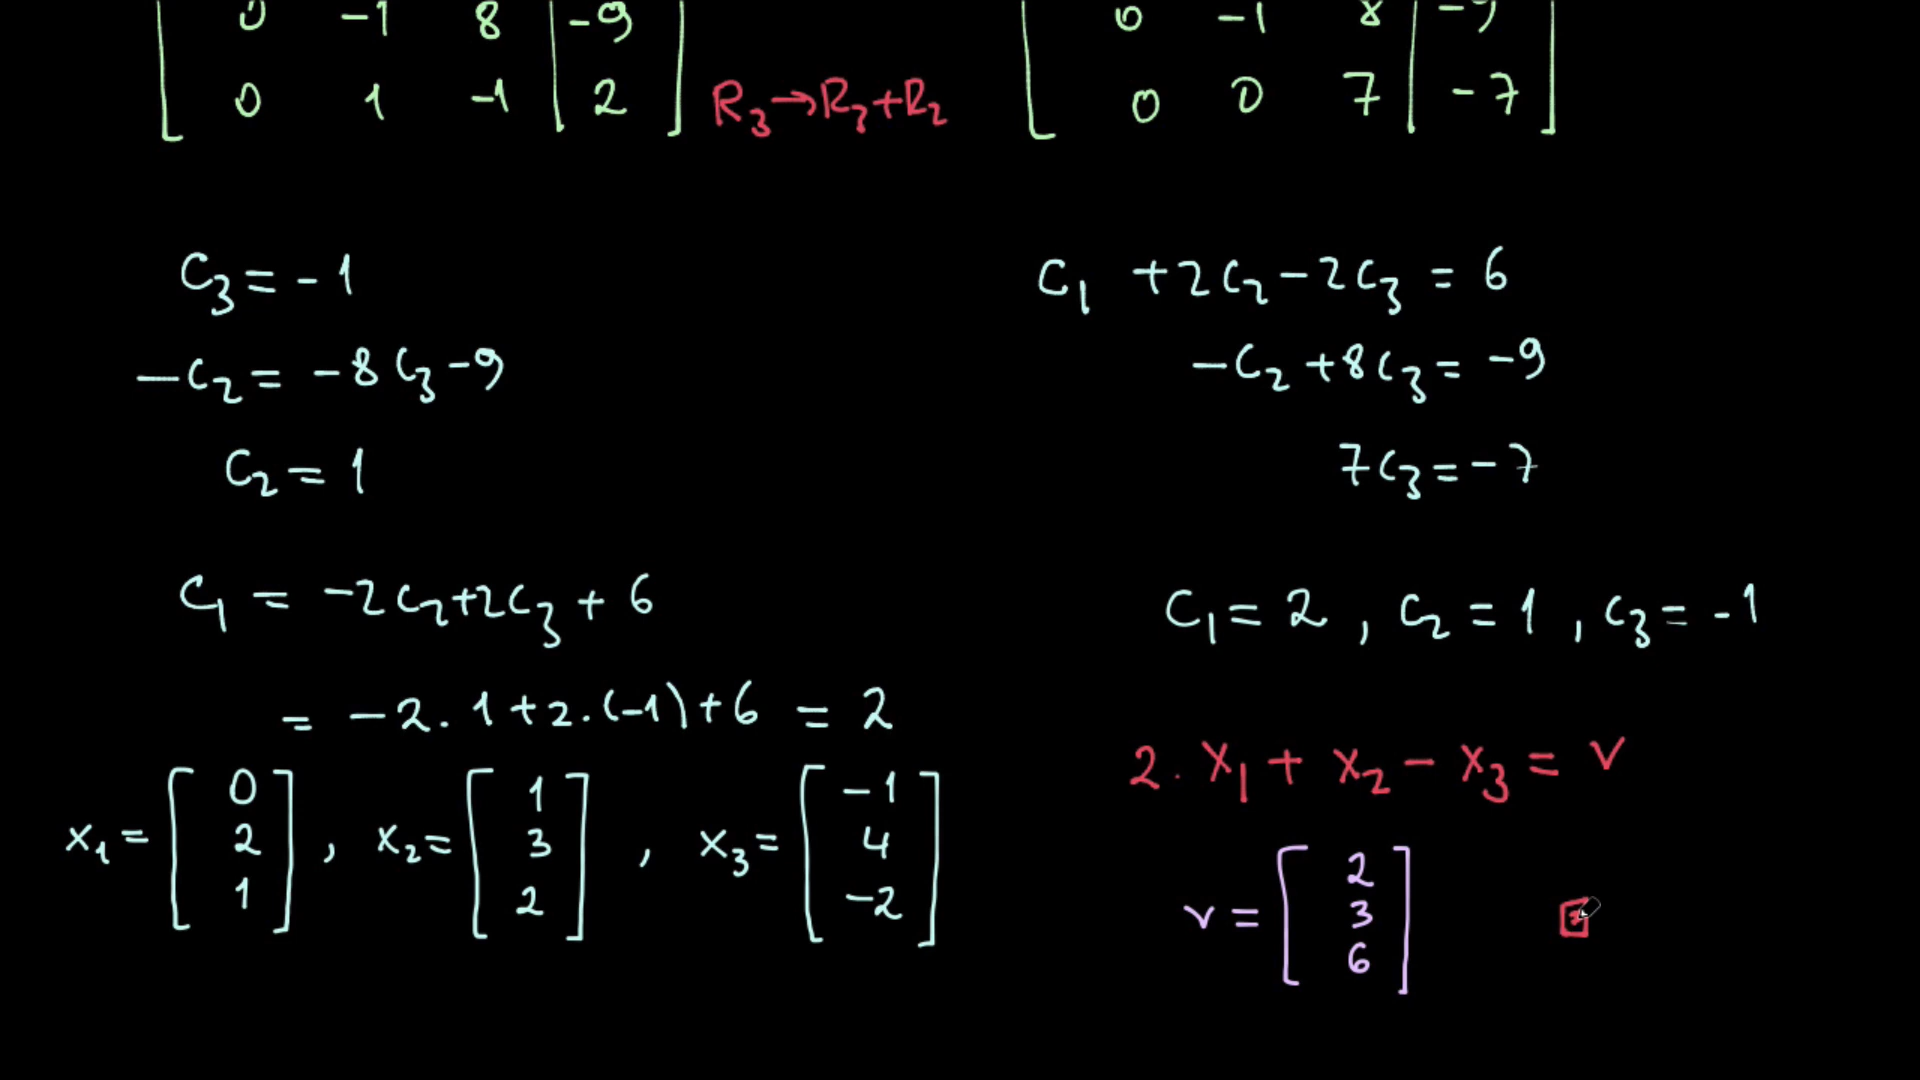 0 -1 8 | -9
0 1 -1 | 2 R₃→R₃+R₂
0 -1 8 | -9
0 0 7 | -7
C₃ = -1
-C₂ = -8C₃ -9
C₂ = 1
C₁ = -2C₂+2C₃ + 6
= -2.1+2.(-1)+6 = 2
C₁ +2C₂ -2C₃ = 6
-C₂ +8C₃ = -9
7C₃ = -7
C₁ = 2 , C₂ = 1 , C₃ = -1
2. X₁ + X₂ - X₃ = V
X₁ = [0 2 1] , X₂ = [1 3 2] , X₃ = [-1 4 -2]
V = [2 3 6]